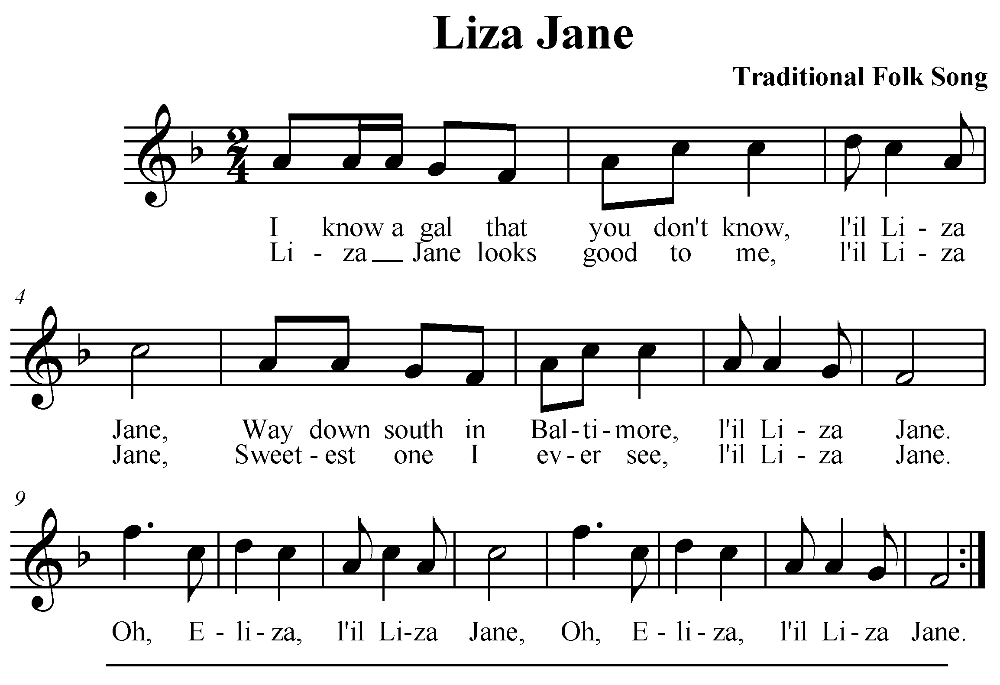 Liza Jane
Traditional Folk Song
2
4
I know a gal that you don't know, l'il Li - za
Li - za __ Jane looks good to me, l'il Li - za
4
Jane, Way down south in Bal - ti - more, l'il Li - za Jane.
Jane, Sweet - est one I ev - er see, l'il Li - za Jane.
9
Oh, E - li - za, l'il Li - za Jane, Oh, E - li - za, l'il Li - za Jane.